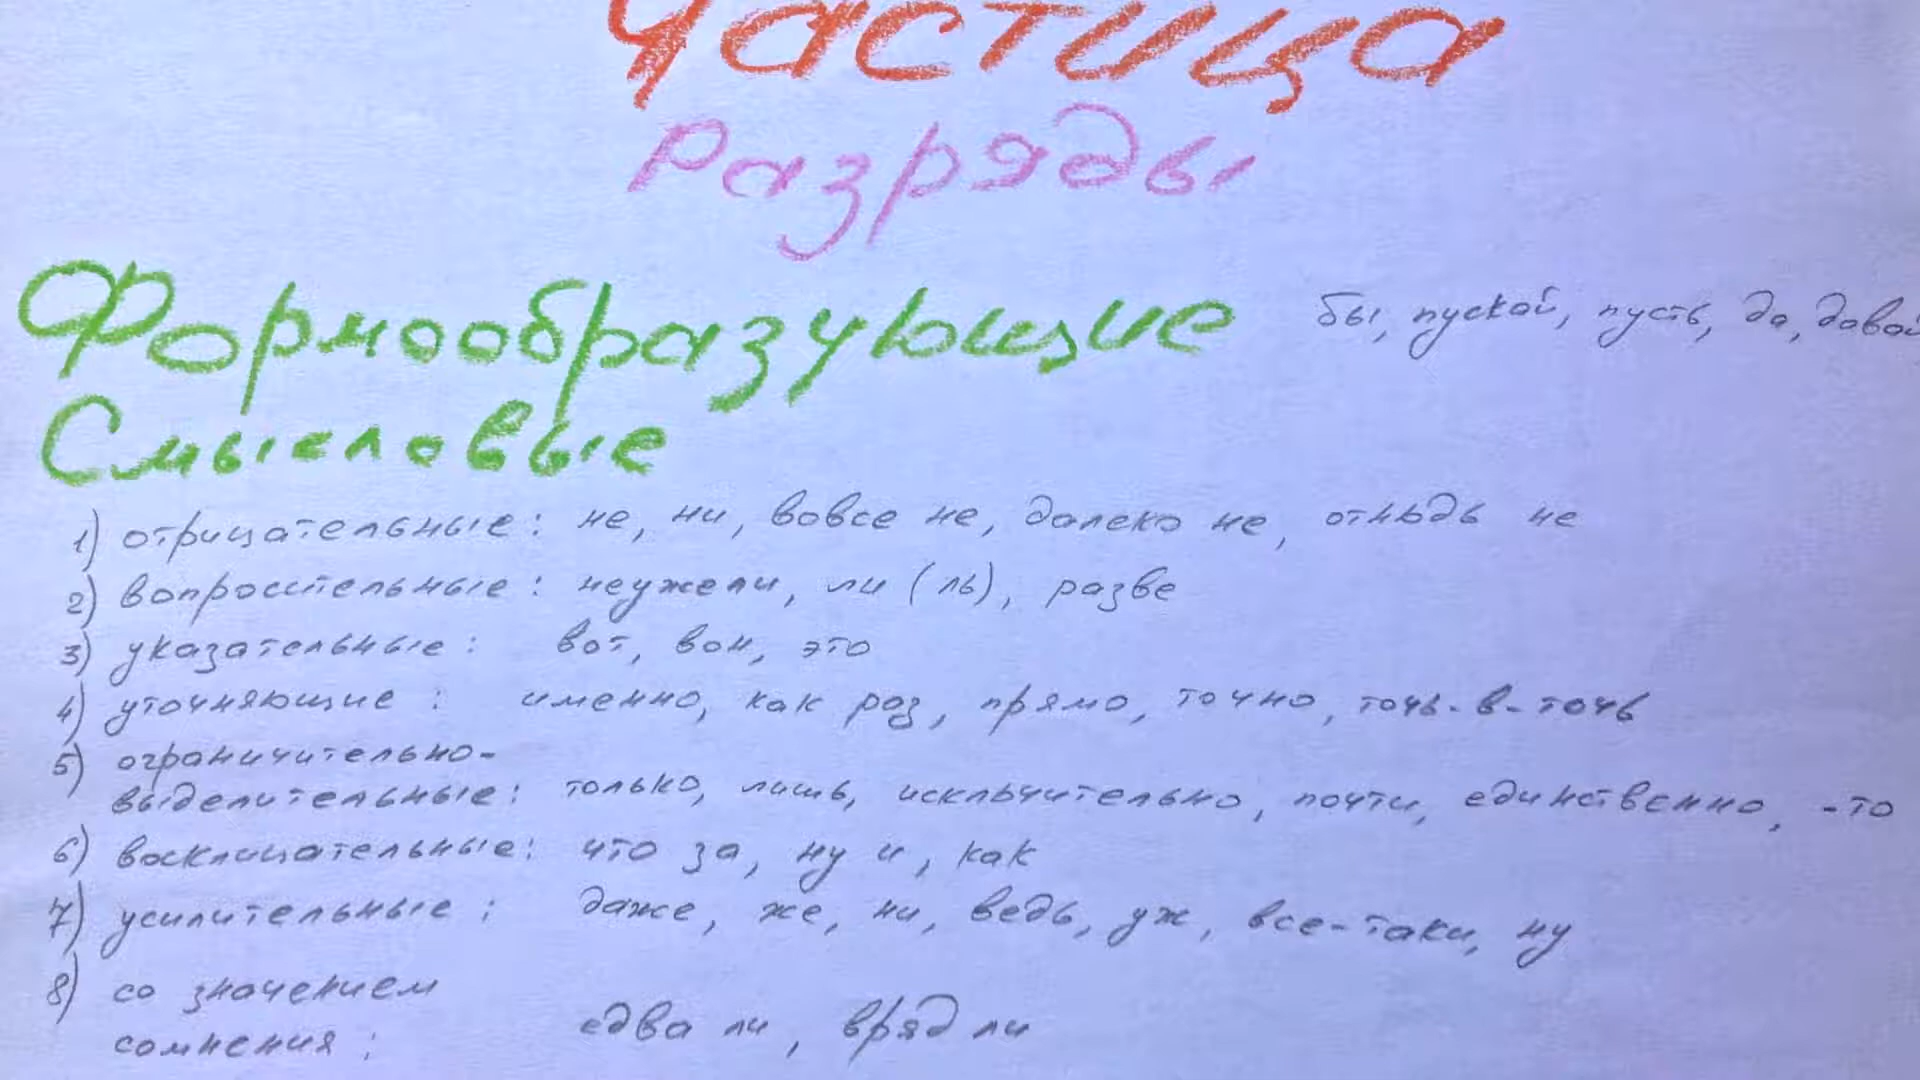 Частица
Разряды
Формообразующие бы, пускай, пусть, да, давай
Смысловые
1) отрицательные: не, ни, вовсе не, далеко не, отнюдь не
2) вопросительные: неужели, ли (ль), разве
3) указательные: вот, вон, это
4) уточняющие: именно, как раз, прямо, точно, точь-в-точь
5) ограничительно-
выделительные: только, лишь, исключительно, почти, единственно, -то
6) восклицательные: что за, ну и, как
7) усилительные: даже, же, ни, ведь, уж, все-таки, ну
8) со значением
сомнения: едва ли, вряд ли